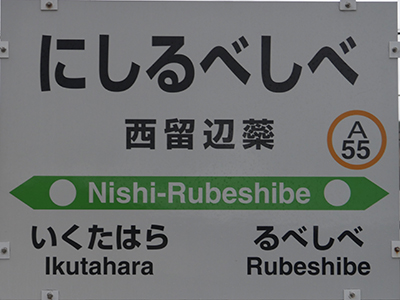 にしるべしべ
西留辺蘂
A
55
Nishi-Rubeshibe
いくたはら
Ikutahara
るべしべ
Rubeshibe